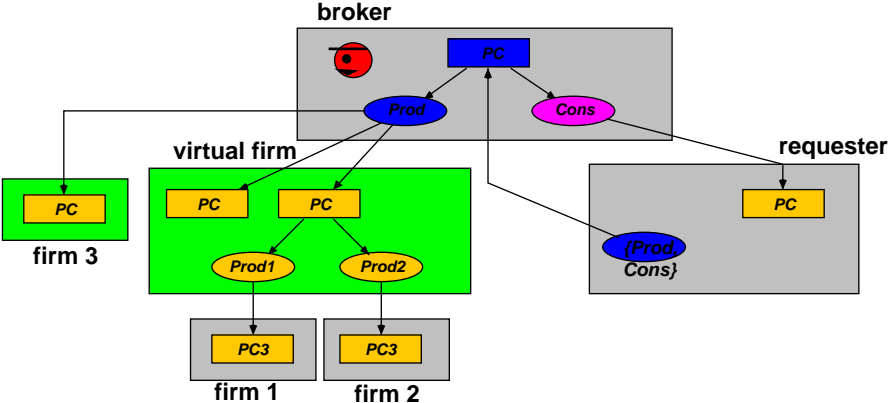 broker
PC
Prod
Cons
virtual firm
requester
PC
PC
PC
PC
{Prod,
Cons}
firm 3
Prod1
Prod2
PC3
PC3
firm 1
firm 2